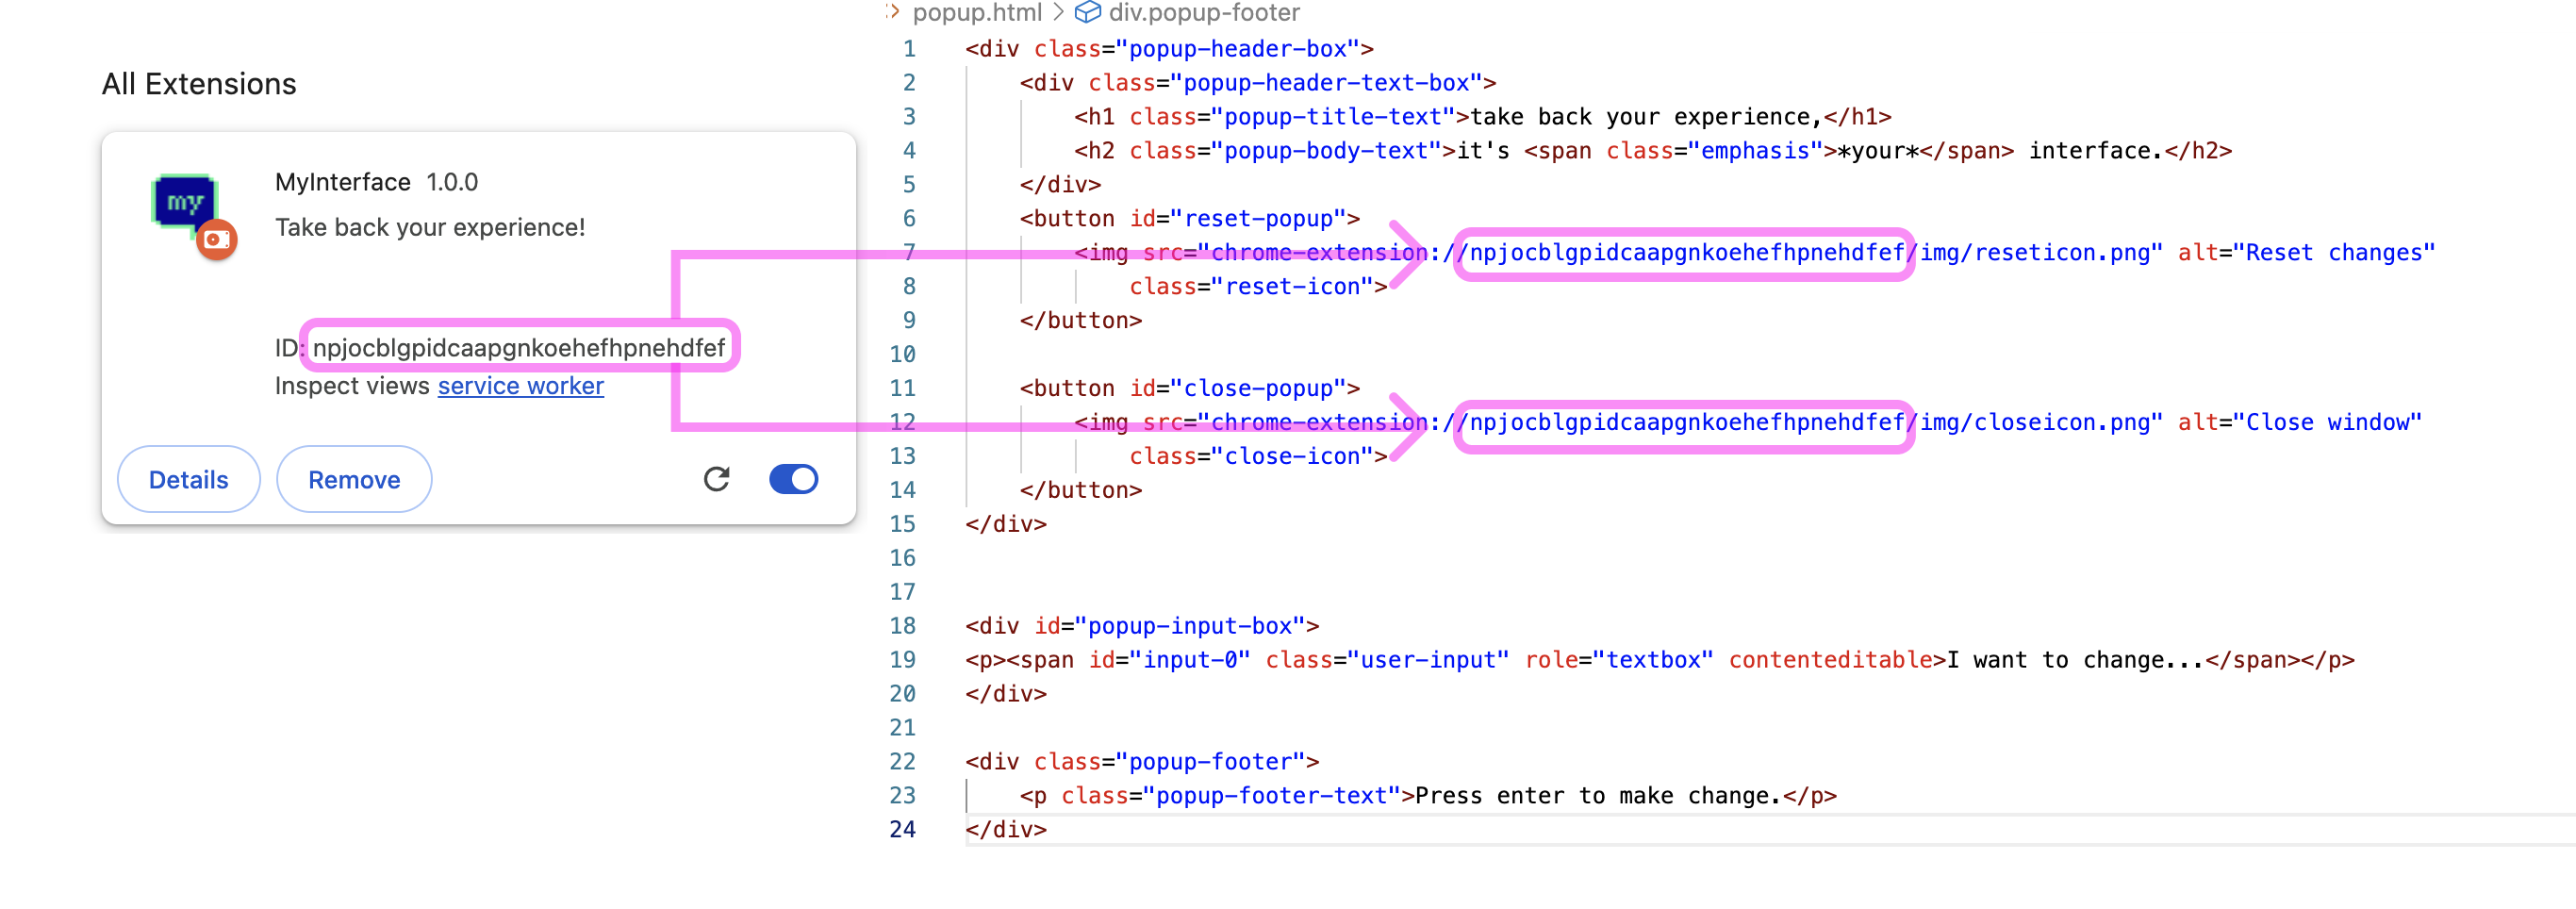 All Extensions
my
MyInterface 1.0.0
Take back your experience!
ID: npjocblgpidcaapgnkoehefhpnehdfef
Inspect views service worker
Details
Remove
popup.html > div.popup-footer
1 <div class="popup-header-box">
2 <div class="popup-header-text-box">
3 <h1 class="popup-title-text">take back your experience,</h1>
4 <h2 class="popup-body-text">it's <span class="emphasis">*your*</span> interface.</h2>
5 </div>
6 <button id="reset-popup">
7 <img src="chrome-extension://npjocblgpidcaapgnkoehefhpnehdfef/img/reseticon.png" alt="Reset changes"
8 class="reset-icon">
9 </button>
10
11 <button id="close-popup">
12 <img src="chrome-extension://npjocblgpidcaapgnkoehefhpnehdfef/img/closeicon.png" alt="Close window"
13 class="close-icon">
14 </button>
15 </div>
16
17
18 <div id="popup-input-box">
19 <p><span id="input-0" class="user-input" role="textbox" contenteditable>I want to change...</span></p>
20 </div>
21
22 <div class="popup-footer">
23 <p class="popup-footer-text">Press enter to make change.</p>
24 </div>